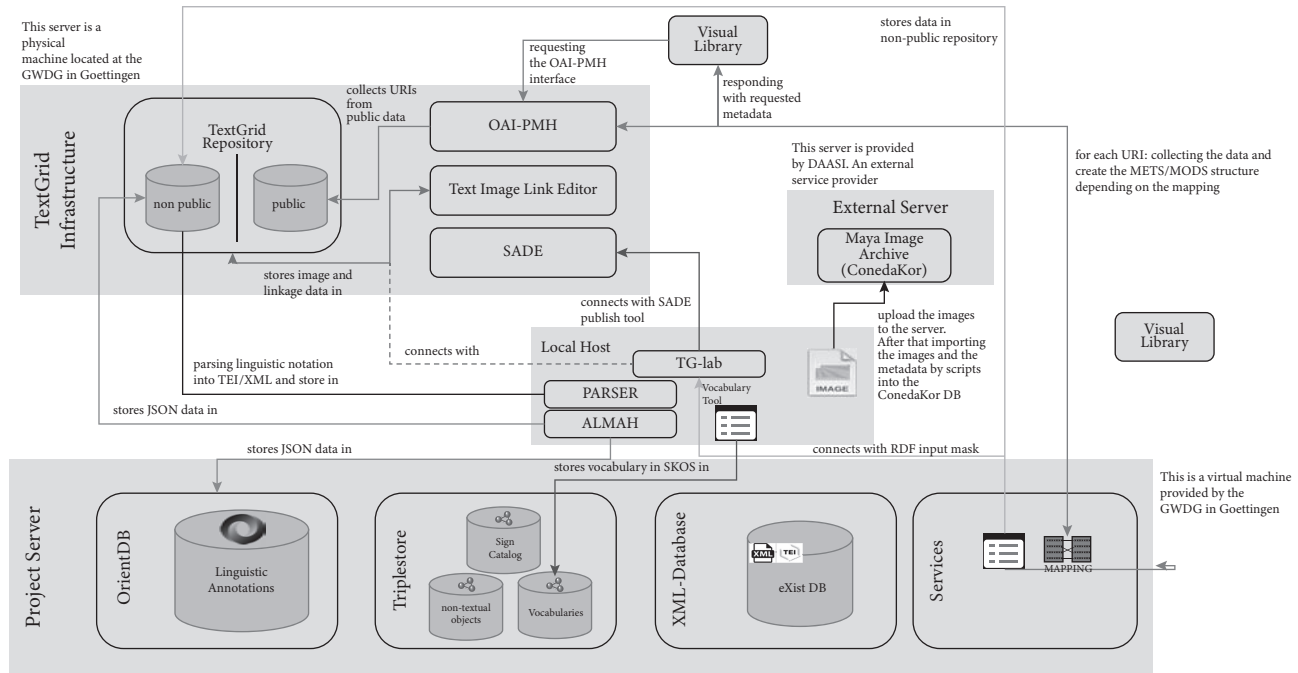 This server is a
physical
machine located at the
GWDG in Goettingen
stores data in
non-public repository
Visual
Library
requesting
the OAI-PMH
interface
responding
with requested
metadata
collects URIs
from
public data
TextGrid
Infrastructure
TextGrid
Repository
non public
public
OAI-PMH
Text Image Link Editor
SADE
stores image and
linkage data in
This server is provided
by DAASI. An external
service provider
External Server
Maya Image
Archive
(ConedaKor)
for each URI: collecting the data and
create the METS/MODS structure
depending on the mapping
connects with SADE
publish tool
upload the images
to the server.
After that importing
the images and the
metadata by scripts
into the
ConedaKor DB
IMAGE
Visual
Library
Local Host
connects with
TG-lab
parsing linguistic notation
into TEI/XML and store in
PARSER
Vocabulary
Tool
stores JSON data in
ALMAH
stores JSON data in
connects with RDF input mask
stores vocabulary in SKOS in
This is a virtual machine
provided by the
GWDG in Goettingen
Project Server
OrientDB
Linguistic
Annotations
Triplestore
Sign
Catalog
non-textual
objects
Vocabularies
XML-Database
XML
TEI
eXist DB
Services
MAPPING